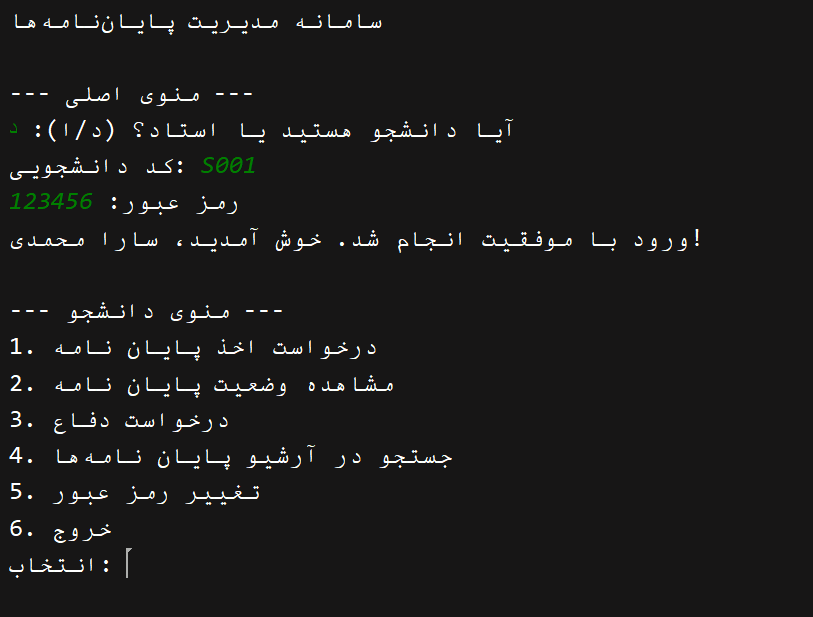 سامانه مدیریت پایان‌نامه‌ها
--- منوی اصلی ---
آیا دانشجو هستید یا استاد؟ (د/ا): د
کد دانشجویی: S001
رمز عبور: 123456
ورود با موفقیت انجام شد. خوش آمدید، سارا محمدی!
--- منوی دانشجو ---
1. درخواست اخذ پایان نامه
2. مشاهده وضعیت پایان نامه
3. درخواست دفاع
4. جستجو در آرشیو پایان نامه‌ها
5. تغییر رمز عبور
6. خروج
انتخاب: